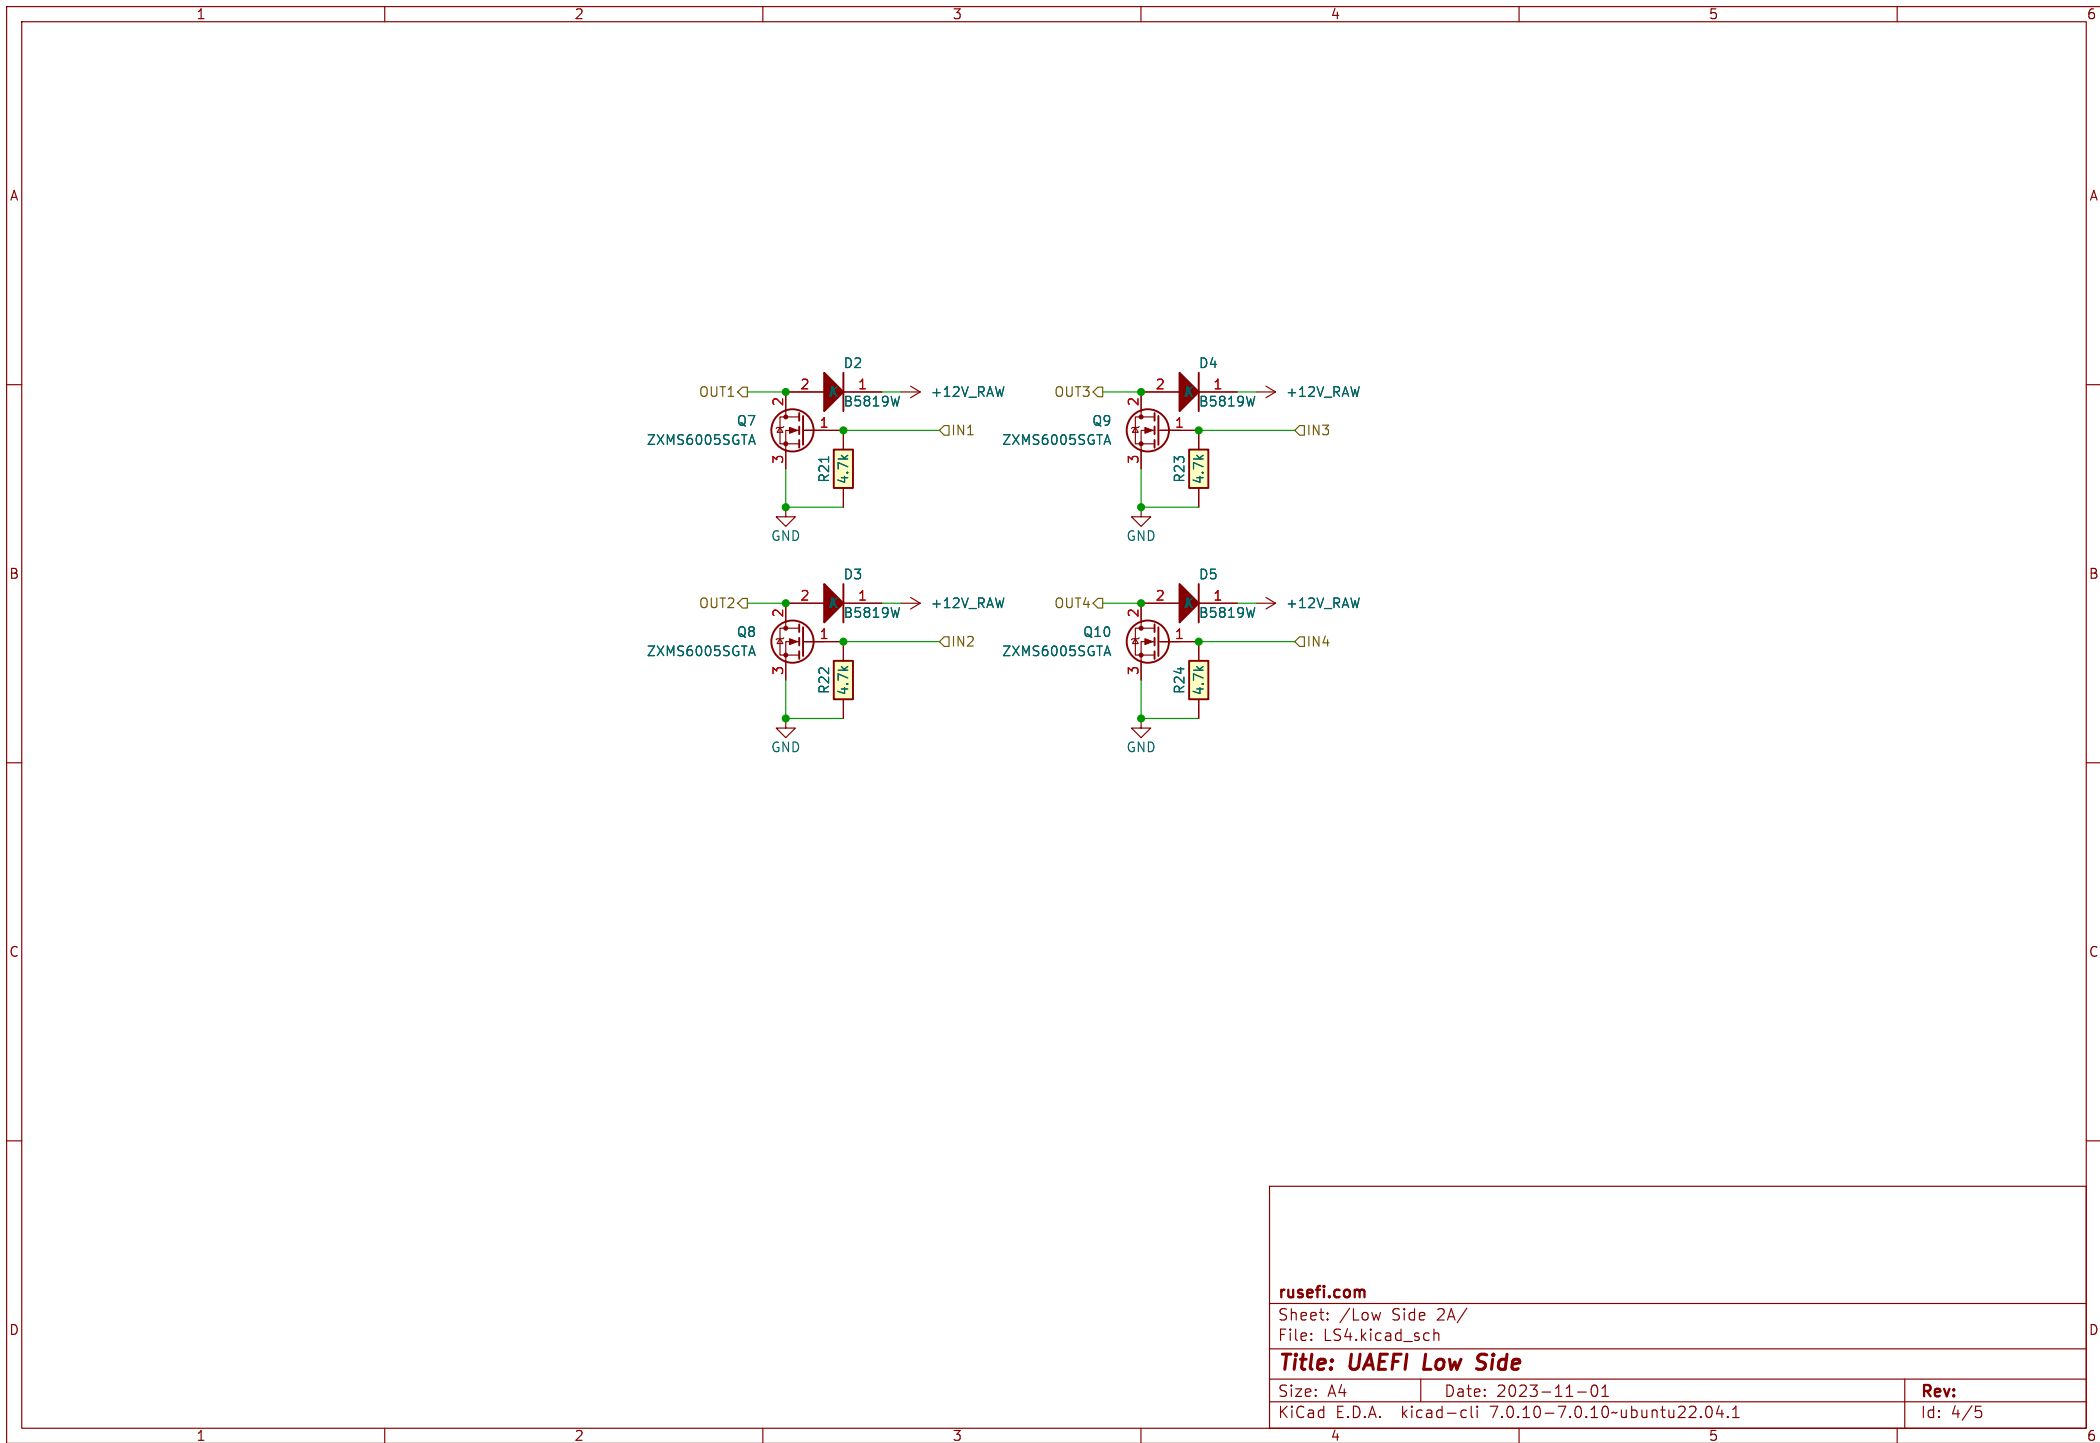 1 2 3 4 5 6
A A
D2
OUT1 2 1 +12V_RAW
B5819W
2
Q7 1 IN1
ZXMS6005SGTA
3 R21 4.7k
GND
D4
OUT3 2 1 +12V_RAW
B5819W
2
Q9 1 IN3
ZXMS6005SGTA
3 R23 4.7k
GND
B B
D3
OUT2 2 1 +12V_RAW
B5819W
2
Q8 1 IN2
ZXMS6005SGTA
3 R22 4.7k
GND
D5
OUT4 2 1 +12V_RAW
B5819W
2
Q10 1 IN4
ZXMS6005SGTA
3 R24 4.7k
GND
C C
D D
rusefi.com
Sheet: /Low Side 2A/
File: LS4.kicad_sch
Title: UAEFI Low Side
Size: A4 Date: 2023-11-01 Rev:
KiCad E.D.A. kicad-cli 7.0.10-7.0.10~ubuntu22.04.1 Id: 4/5
1 2 3 4 5 6